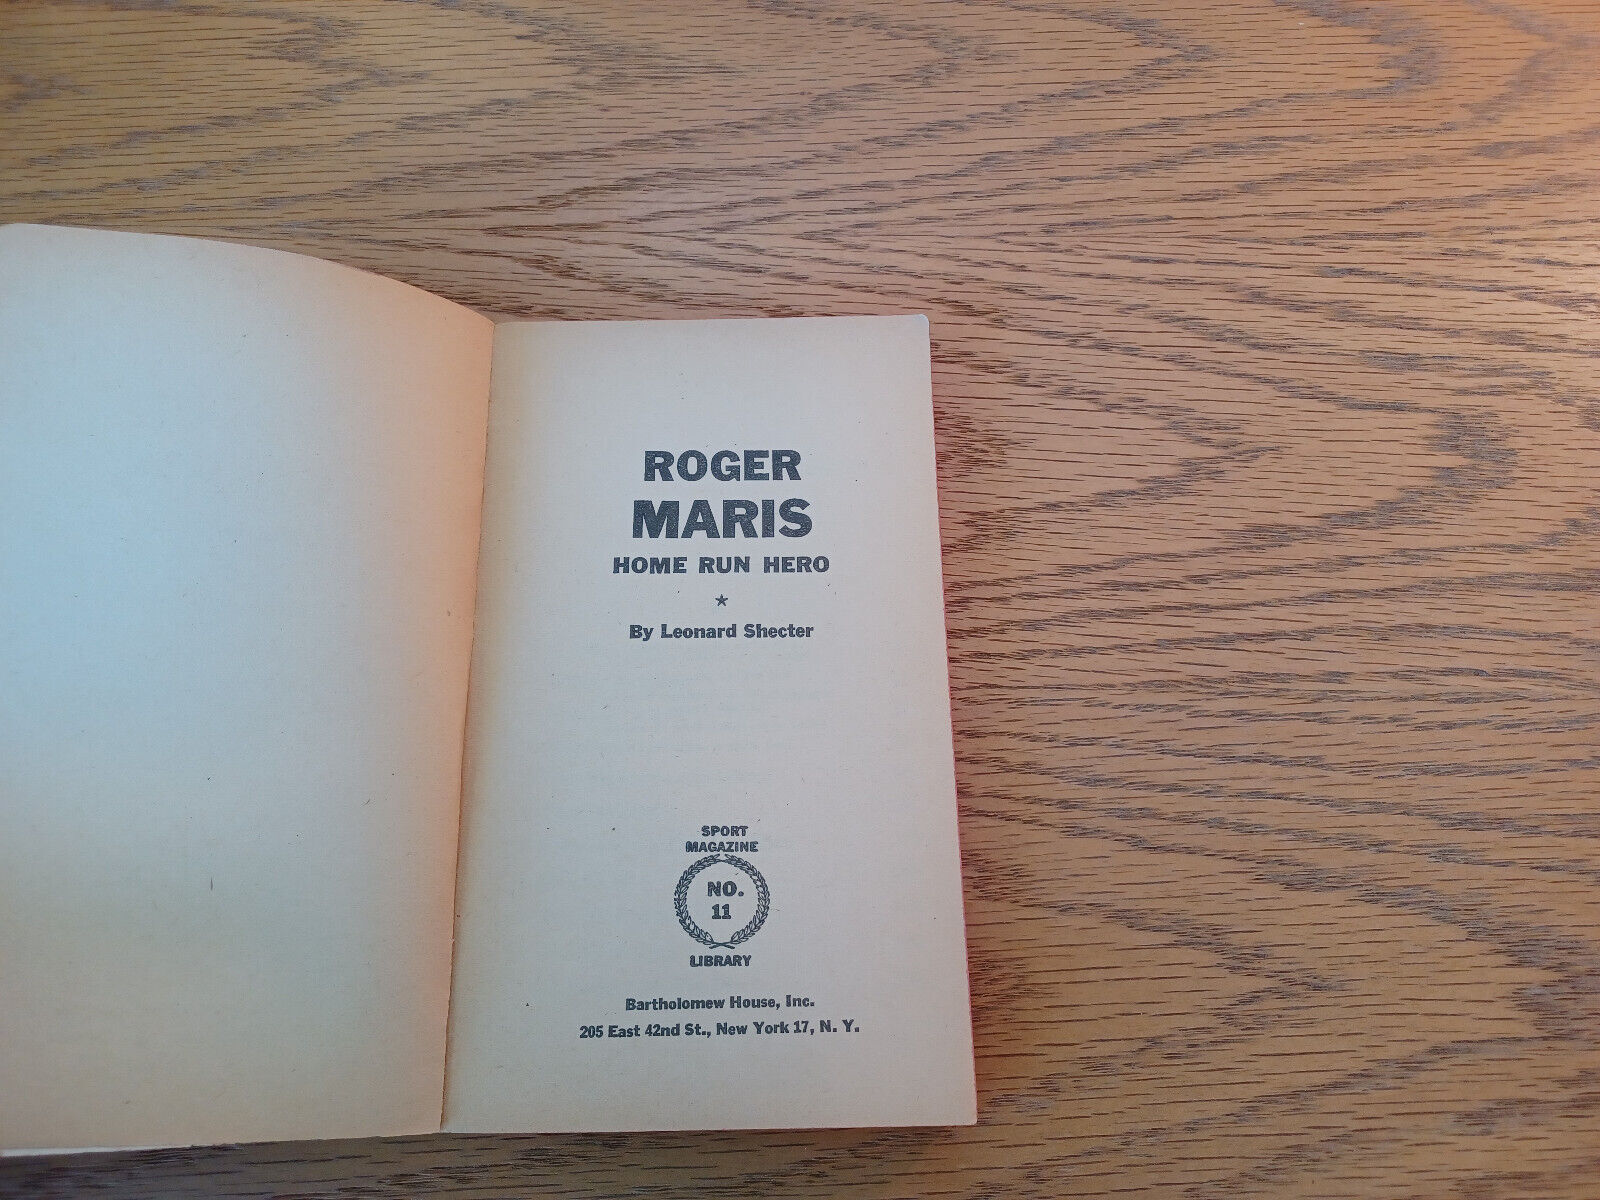 ROGER
MARIS
HOME RUN HERO
★
By Leonard Shecter
SPORT
MAGAZINE
NO.
11
LIBRARY
Bartholomew House, Inc.
205 East 42nd St., New York 17, N. Y.